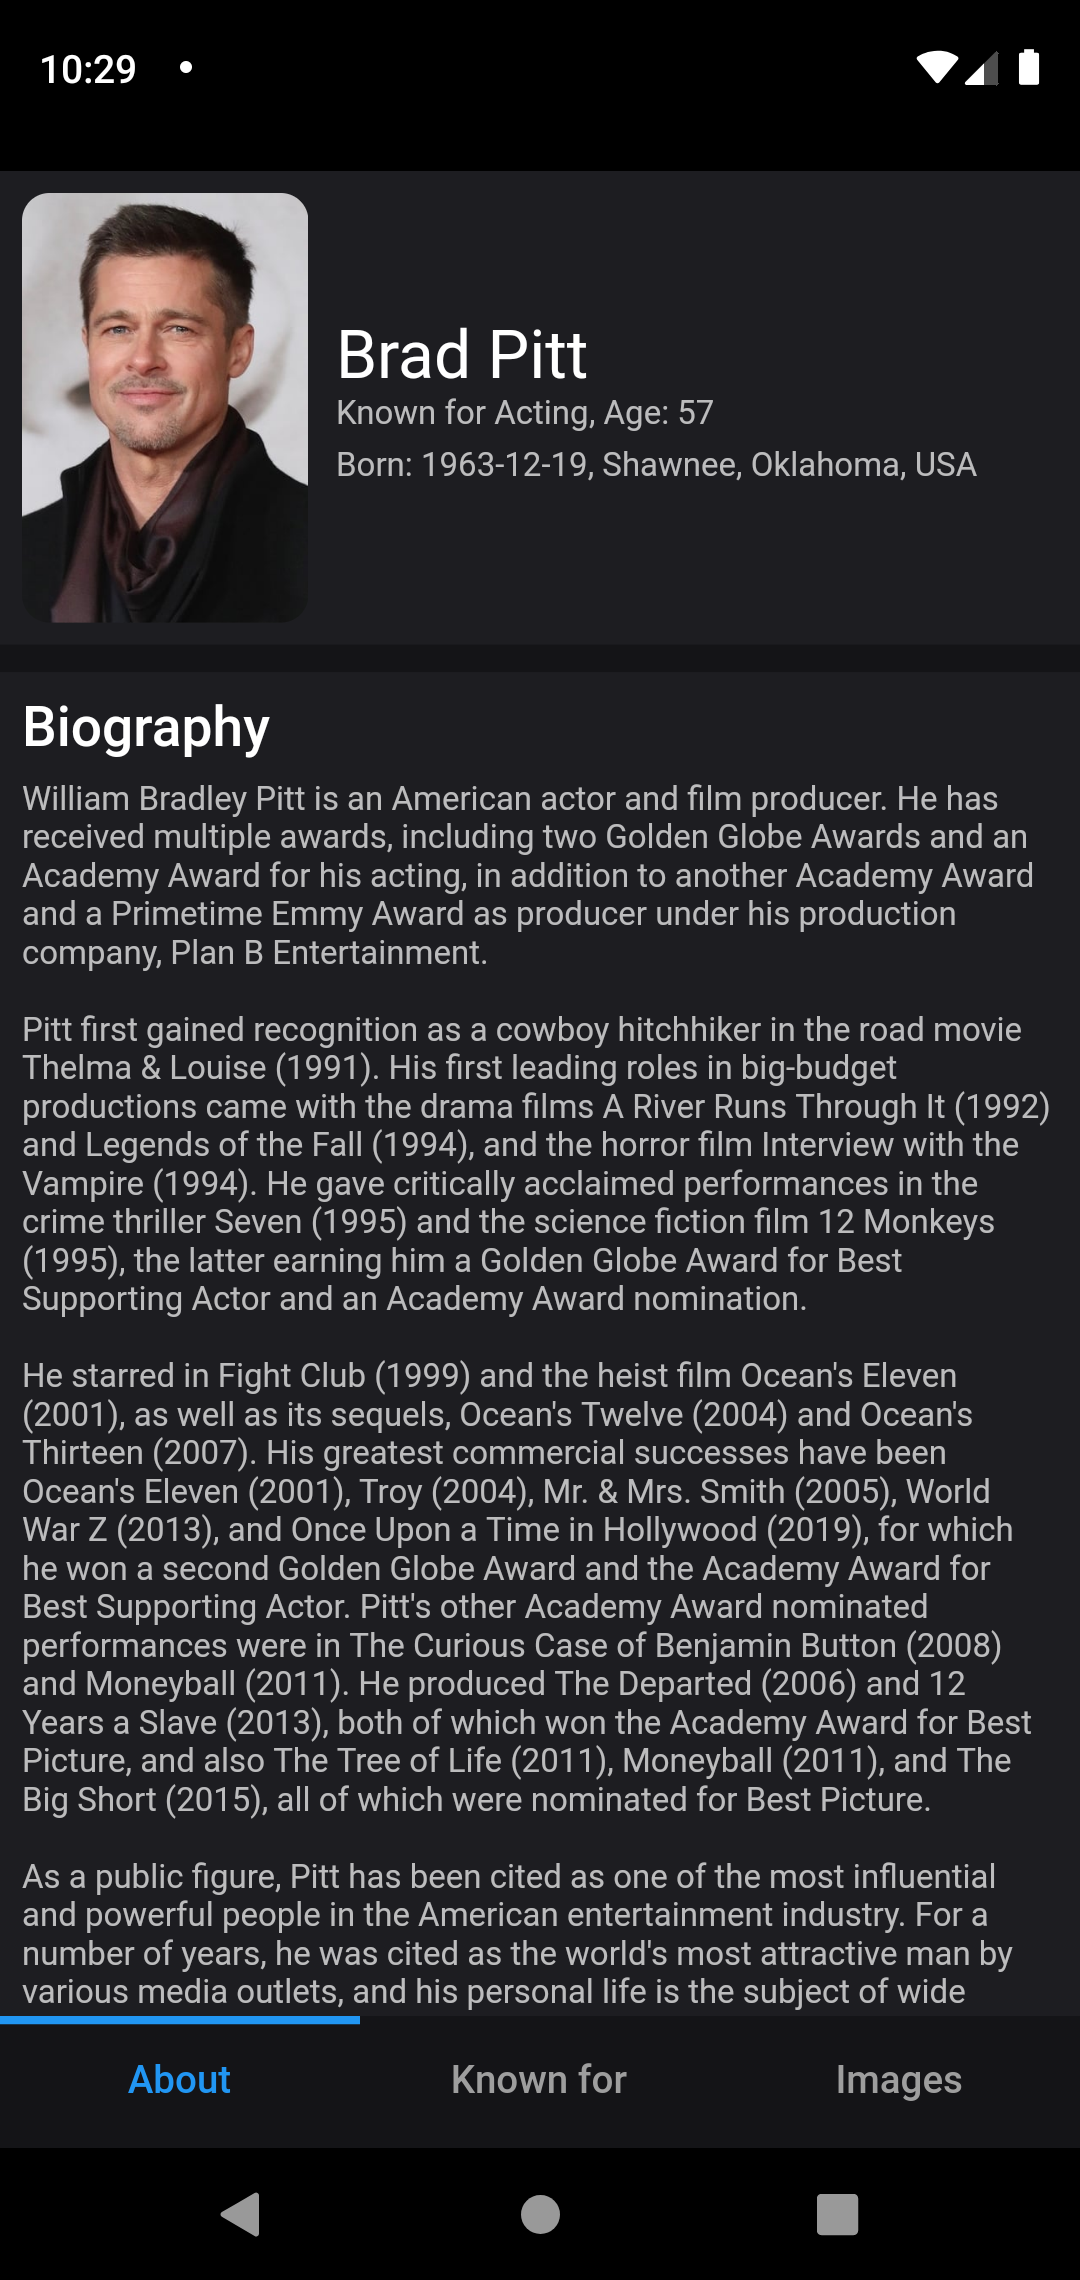 10:29
Brad Pitt
Known for Acting, Age: 57
Born: 1963-12-19, Shawnee, Oklahoma, USA
Biography
William Bradley Pitt is an American actor and film producer. He has
received multiple awards, including two Golden Globe Awards and an
Academy Award for his acting, in addition to another Academy Award
and a Primetime Emmy Award as producer under his production
company, Plan B Entertainment.
Pitt first gained recognition as a cowboy hitchhiker in the road movie
Thelma & Louise (1991). His first leading roles in big-budget
productions came with the drama films A River Runs Through It (1992)
and Legends of the Fall (1994), and the horror film Interview with the
Vampire (1994). He gave critically acclaimed performances in the
crime thriller Seven (1995) and the science fiction film 12 Monkeys
(1995), the latter earning him a Golden Globe Award for Best
Supporting Actor and an Academy Award nomination.
He starred in Fight Club (1999) and the heist film Ocean's Eleven
(2001), as well as its sequels, Ocean's Twelve (2004) and Ocean's
Thirteen (2007). His greatest commercial successes have been
Ocean's Eleven (2001), Troy (2004), Mr. & Mrs. Smith (2005), World
War Z (2013), and Once Upon a Time in Hollywood (2019), for which
he won a second Golden Globe Award and the Academy Award for
Best Supporting Actor. Pitt's other Academy Award nominated
performances were in The Curious Case of Benjamin Button (2008)
and Moneyball (2011). He produced The Departed (2006) and 12
Years a Slave (2013), both of which won the Academy Award for Best
Picture, and also The Tree of Life (2011), Moneyball (2011), and The
Big Short (2015), all of which were nominated for Best Picture.
As a public figure, Pitt has been cited as one of the most influential
and powerful people in the American entertainment industry. For a
number of years, he was cited as the world's most attractive man by
various media outlets, and his personal life is the subject of wide
About
Known for
Images